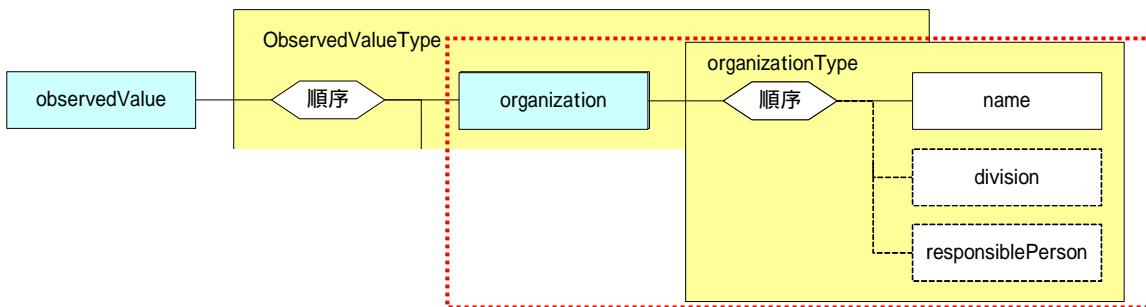 ObservedValueType
organizationType
observedValue
順序
organization
順序
name
division
responsiblePerson